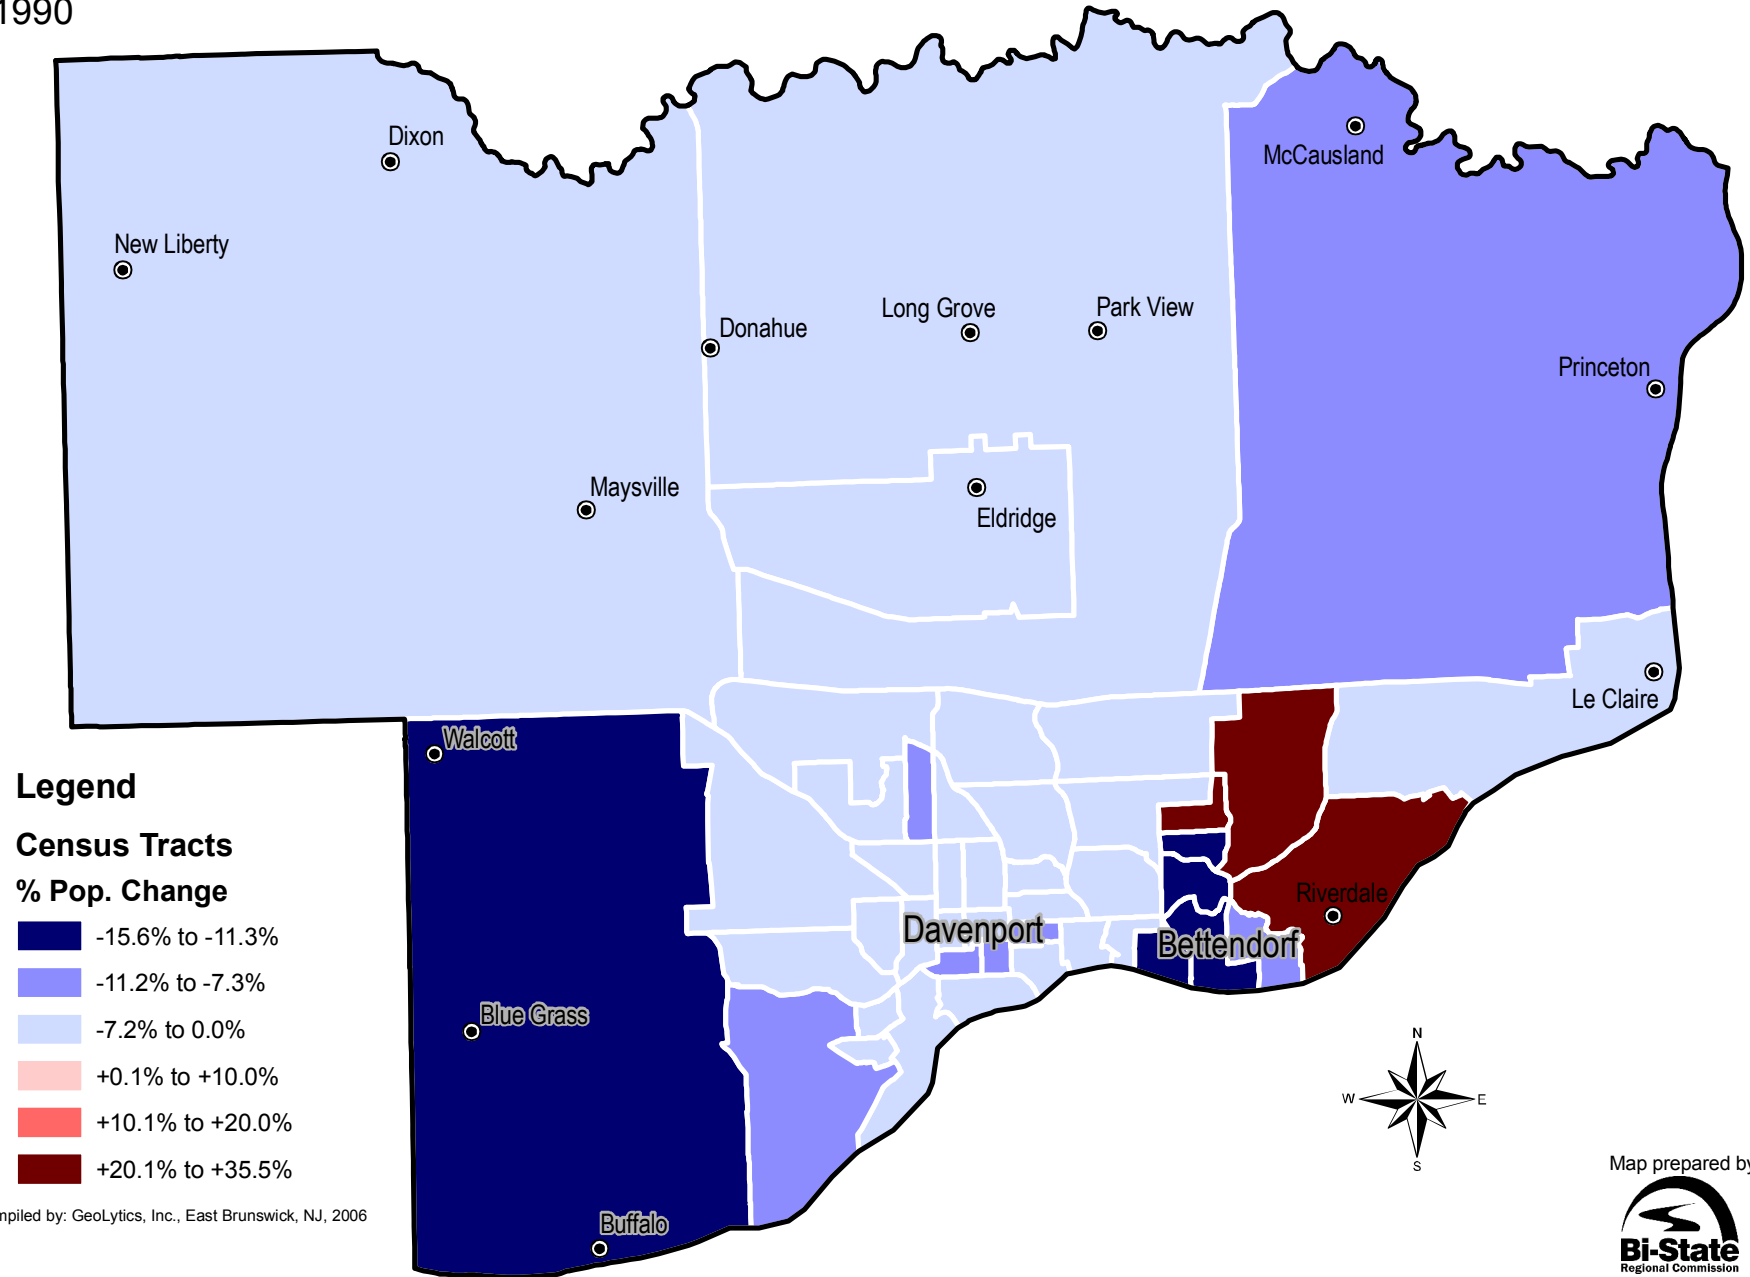 1990
Dixon
McCausland
New Liberty
Long Grove
Park View
Donahue
Princeton
Maysville
Eldridge
Le Claire
Walcott
Legend
Census Tracts
% Pop. Change
-15.6% to -11.3%
-11.2% to -7.3%
-7.2% to 0.0%
+0.1% to +10.0%
+10.1% to +20.0%
+20.1% to +35.5%
Riverdale
Davenport
Bettendorf
Blue Grass
N
W
E
S
Map prepared by
mpiled by: GeoLytics, Inc., East Brunswick, NJ, 2006
Buffalo
Bi-State
Regional Commission